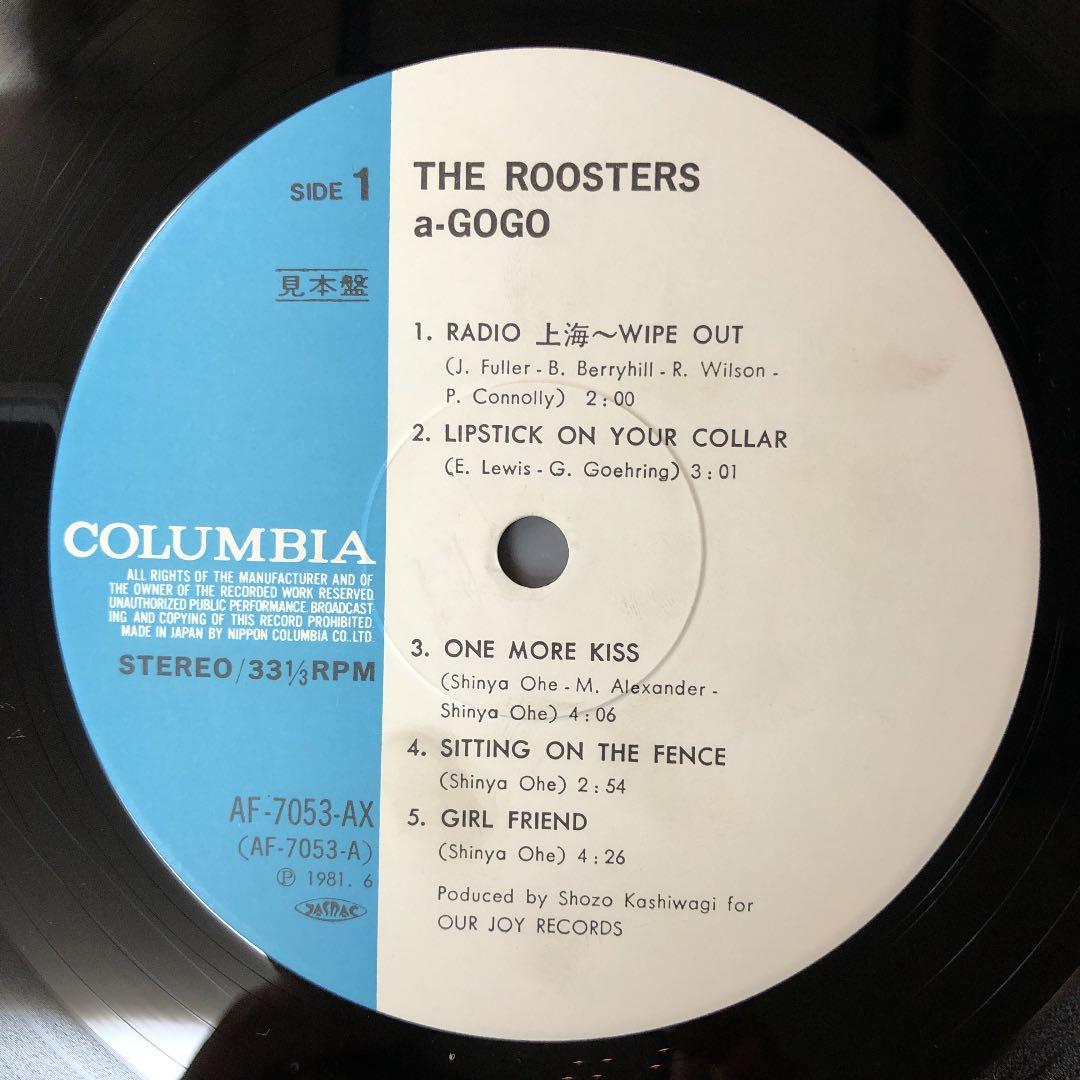 SIDE 1
見本盤
COLUMBIA
ALL RIGHTS OF THE MANUFACTURER AND OF
THE OWNER OF THE RECORDED WORK RESERVED.
UNAUTHORIZED PUBLIC PERFORMANCE BROADCAST
ING AND COPYING OF THIS RECORD PROHIBITED.
MADE IN JAPAN BY NIPPON COLUMBIA CO.,LTD.
STEREO/33⅓RPM
AF-7053-AX
(AF-7053-A)
Ⓟ 1981. 6
JASRAC
THE ROOSTERS
a-GOGO
1. RADIO 上海〜WIPE OUT
(J. Fuller - B. Berryhill - R. Wilson -
P. Connolly) 2 : 00
2. LIPSTICK ON YOUR COLLAR
(E. Lewis - G. Goehring) 3 : 01
3. ONE MORE KISS
(Shinya Ohe - M. Alexander -
Shinya Ohe) 4 : 06
4. SITTING ON THE FENCE
(Shinya Ohe) 2 : 54
5. GIRL FRIEND
(Shinya Ohe) 4 : 26
Produced by Shozo Kashiwagi for
OUR JOY RECORDS